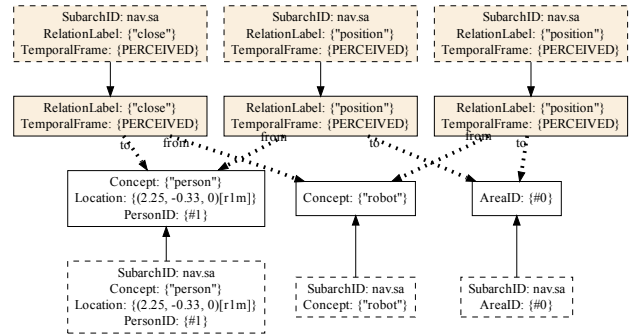 SubarchID: nav.sa
RelationLabel: {"close"}
TemporalFrame: {PERCEIVED}
SubarchID: nav.sa
RelationLabel: {"position"}
TemporalFrame: {PERCEIVED}
SubarchID: nav.sa
RelationLabel: {"position"}
TemporalFrame: {PERCEIVED}
RelationLabel: {"close"}
TemporalFrame: {PERCEIVED}
RelationLabel: {"position"}
TemporalFrame: {PERCEIVED}
RelationLabel: {"position"}
TemporalFrame: {PERCEIVED}
to
from
from
to
from
to
Concept: {"person"}
Location: {(2.25, -0.33, 0)[r1m]}
PersonID: {#1}
Concept: {"robot"}
AreaID: {#0}
SubarchID: nav.sa
Concept: {"person"}
Location: {(2.25, -0.33, 0)[r1m]}
PersonID: {#1}
SubarchID: nav.sa
Concept: {"robot"}
SubarchID: nav.sa
AreaID: {#0}